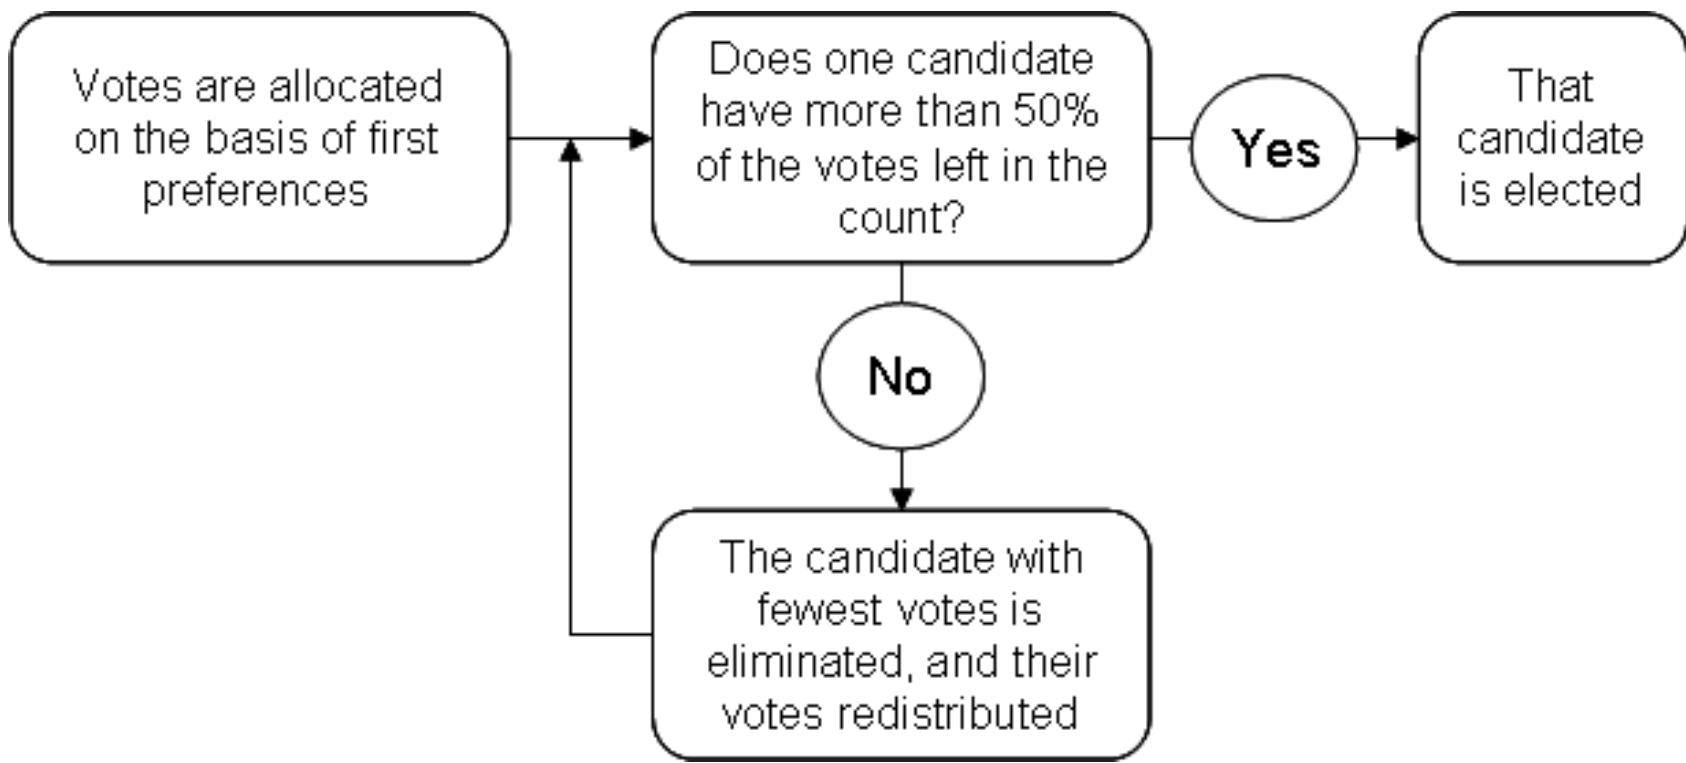 Votes are allocated
on the basis of first
preferences
Does one candidate
have more than 50%
of the votes left in the
count?
Yes
That
candidate
is elected
No
The candidate with
fewest votes is
eliminated, and their
votes redistributed